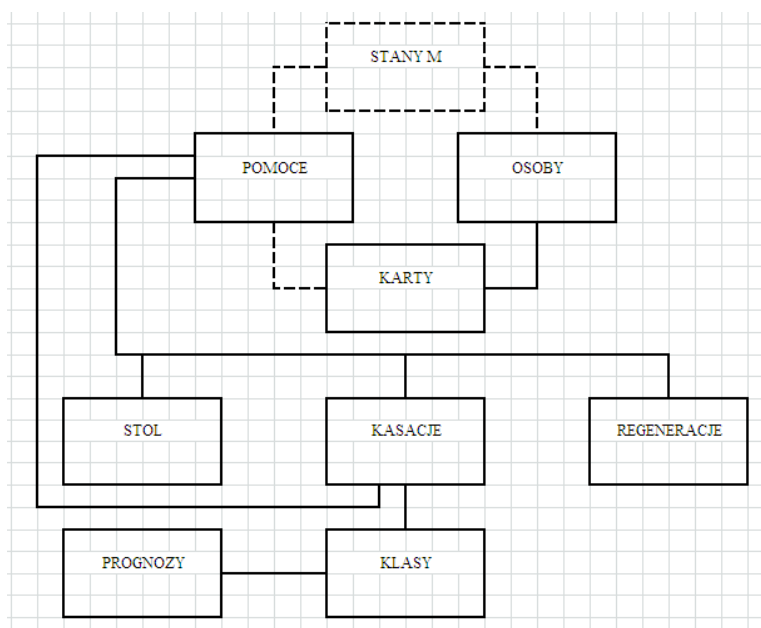 STANY M
POMOCE
OSOBY
KARTY
STOL
KASACJE
REGENERACJE
PROGNOZY
KLASY